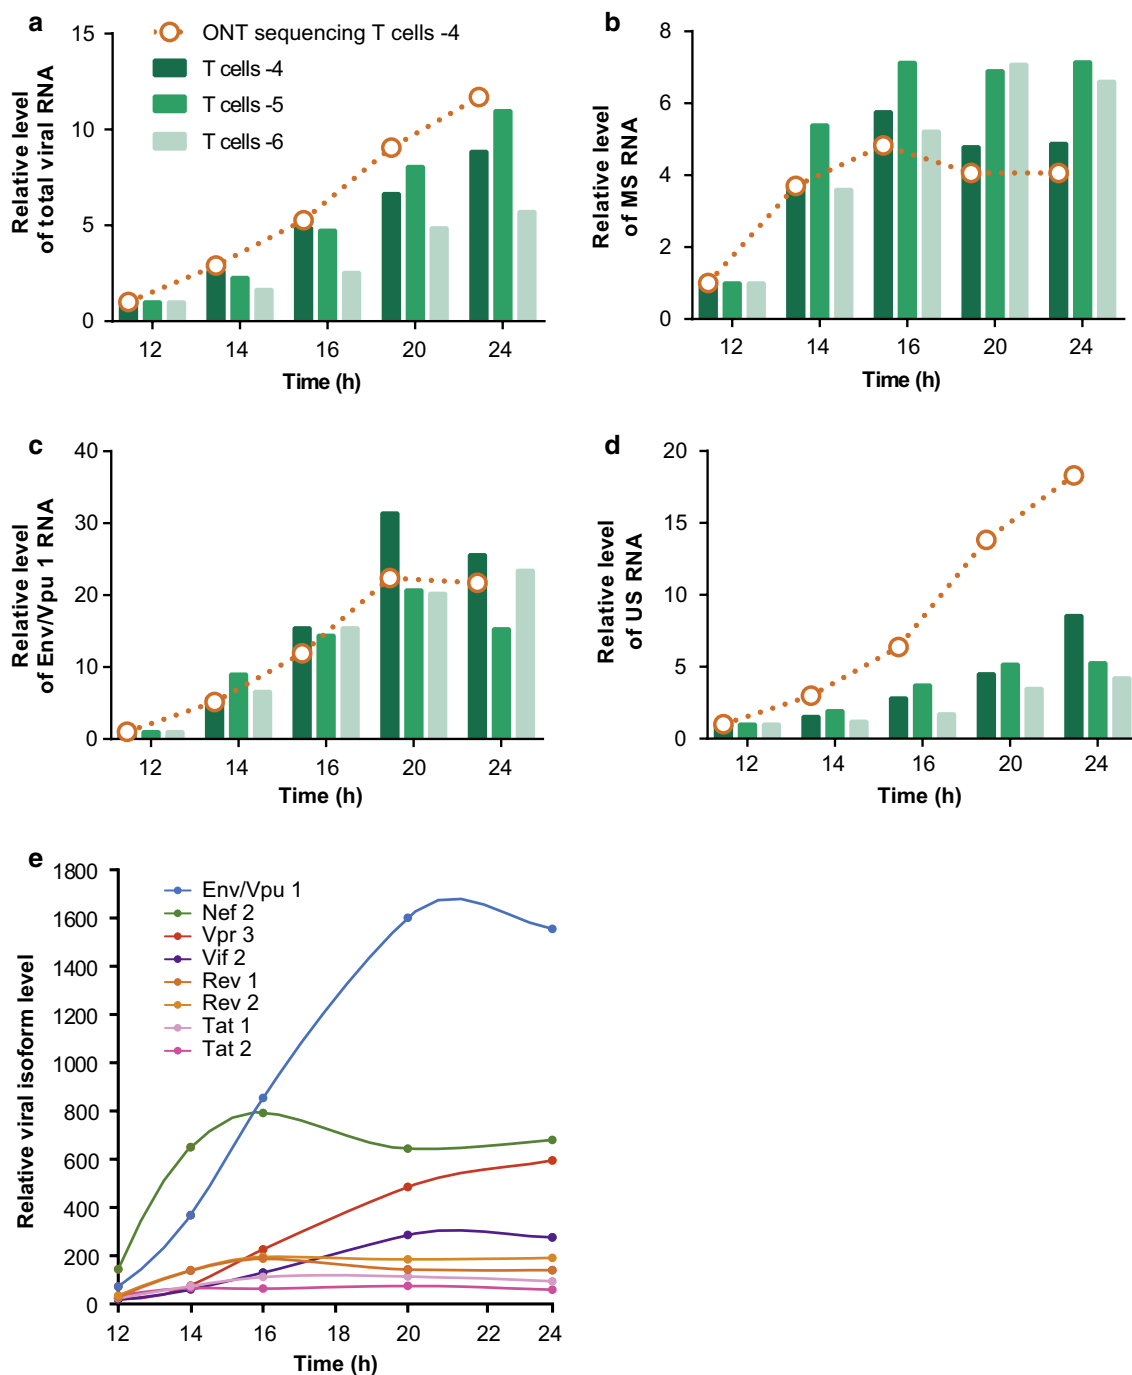 a
15
10
5
0
Relative level
of total viral RNA
ONT sequencing T cells -4
T cells -4
T cells -5
T cells -6
12 14 16 20 24
Time (h)
b
8
6
4
2
0
Relative level
of MS RNA
12 14 16 20 24
Time (h)
c
40
30
20
10
0
Relative level
of Env/Vpu 1 RNA
12 14 16 20 24
Time (h)
d
20
15
10
5
0
Relative level
of US RNA
12 14 16 20 24
Time (h)
e
1800
1600
1400
1200
1000
800
600
400
200
0
Relative viral isoform level
Env/Vpu 1
Nef 2
Vpr 3
Vif 2
Rev 1
Rev 2
Tat 1
Tat 2
12 14 16 18 20 22 24
Time (h)